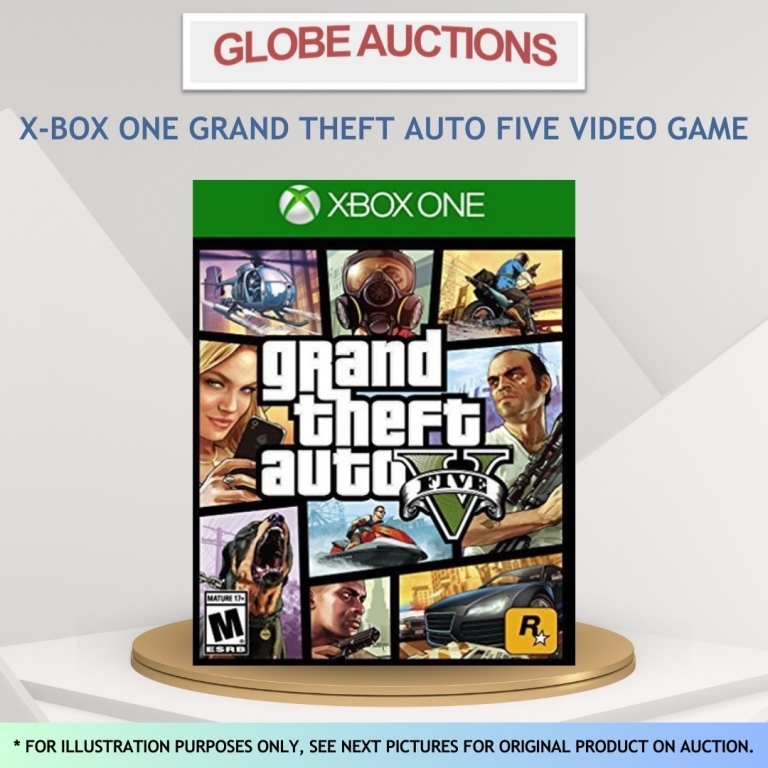 GLOBE AUCTIONS
X-BOX ONE GRAND THEFT AUTO FIVE VIDEO GAME
XBOX ONE
grand
theft
auto V
FIVE
MATURE 17+
M
ESRB
R
* FOR ILLUSTRATION PURPOSES ONLY, SEE NEXT PICTURES FOR ORIGINAL PRODUCT ON AUCTION.